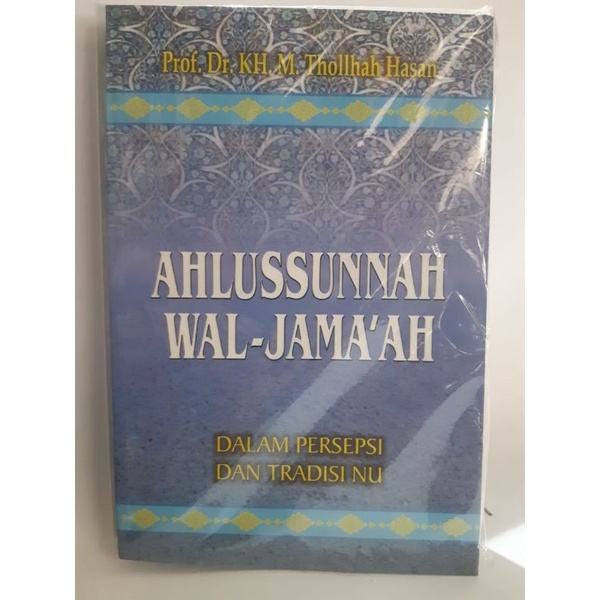 Prof. Dr. KH. M. Thollhah Hasan
AHLUSSUNNAH
WAL-JAMA'AH
DALAM PERSEPSI
DAN TRADISI NU